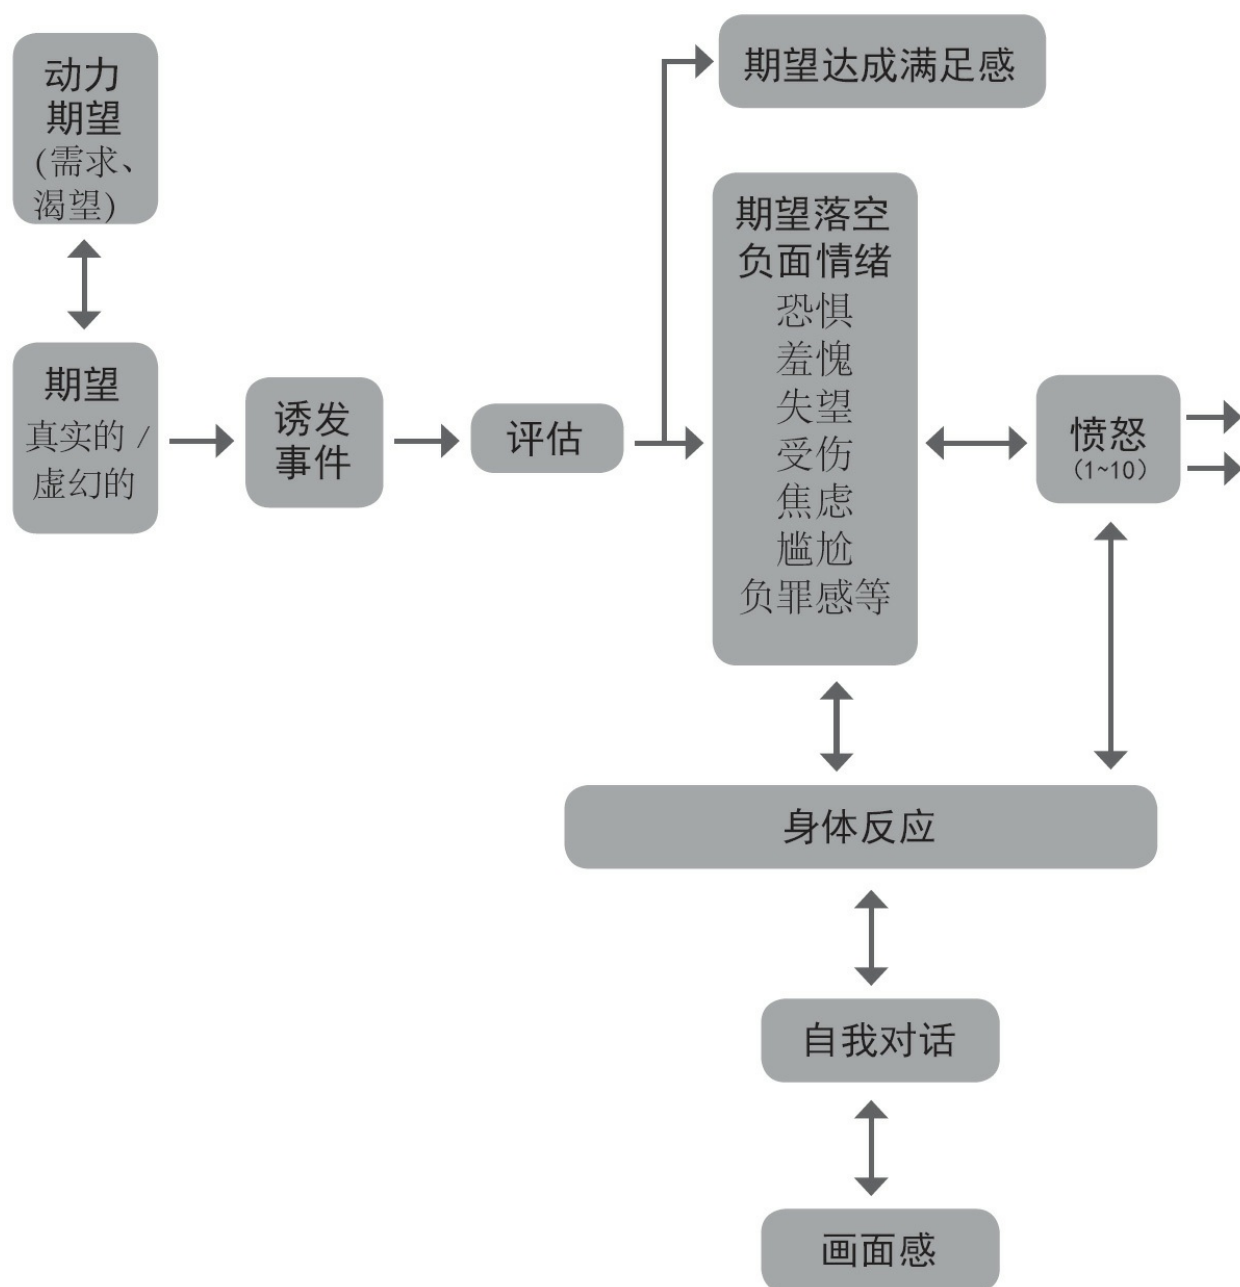 动力
期望
(需求、
渴望)
期望
真实的 /
虚幻的
诱发
事件
评估
期望达成满足感
期望落空
负面情绪
恐惧
羞愧
失望
受伤
焦虑
尴尬
负罪感等
愤怒
(1~10)
身体反应
自我对话
画面感